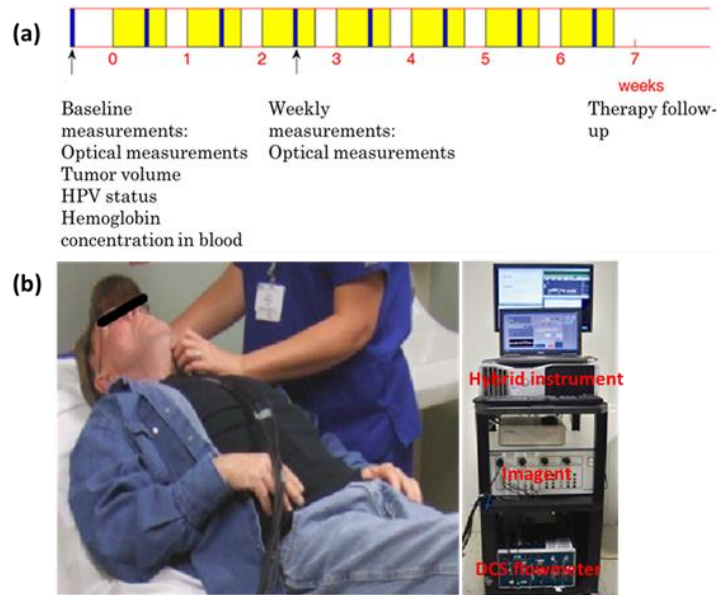 (a)
0 1 2 3 4 5 6 7
weeks
Baseline
measurements:
Optical measurements
Tumor volume
HPV status
Hemoglobin
concentration in blood
Weekly
measurements:
Optical measurements
Therapy follow-
up
(b)
Hybrid instrument
Imagent
DCS flowmeter